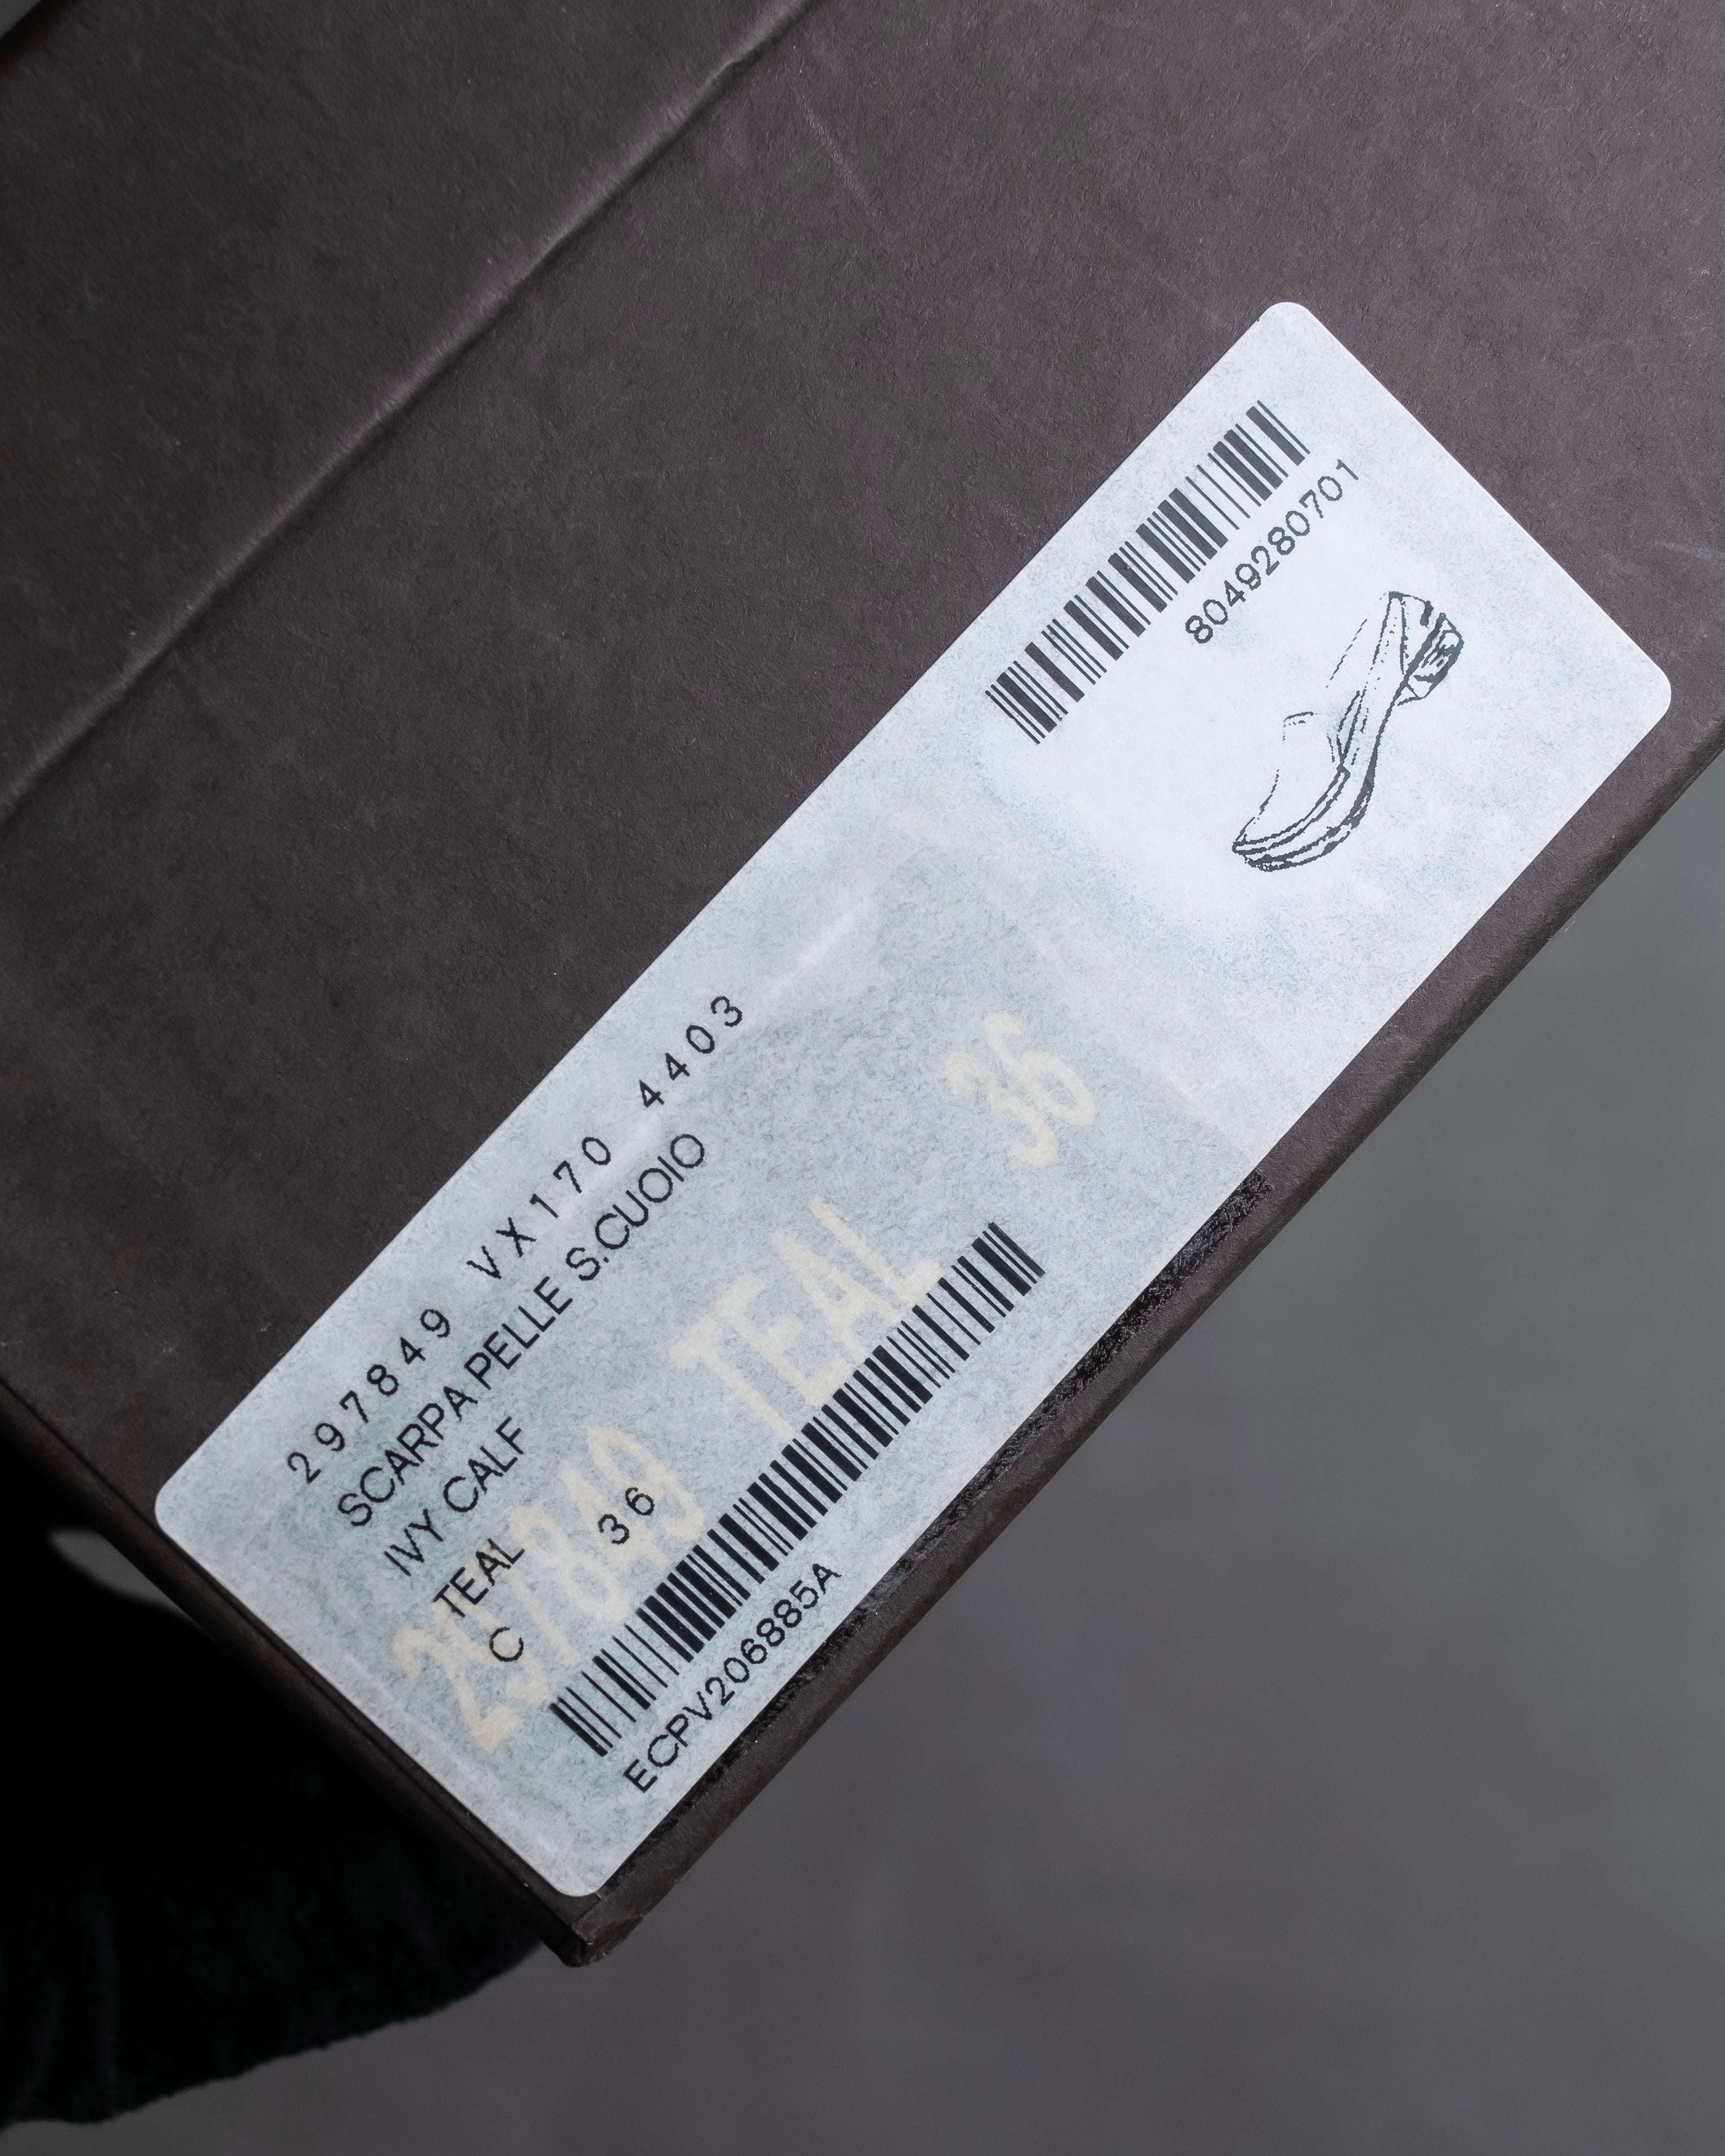 297849 VX170 4403
SCARPA PELLE S.CUOIO
IVY CALF
TEAL 36
C
ECPV206885A
297849 TEAL 36
8049280701